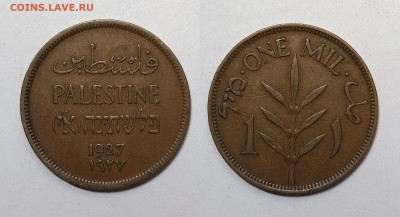 COINS.LAVE.RU
فلسطين
PALESTINE
פלשתינה (א״י)
1927
١٩٢٧
ONE MIL
מיל
مل
1 ١